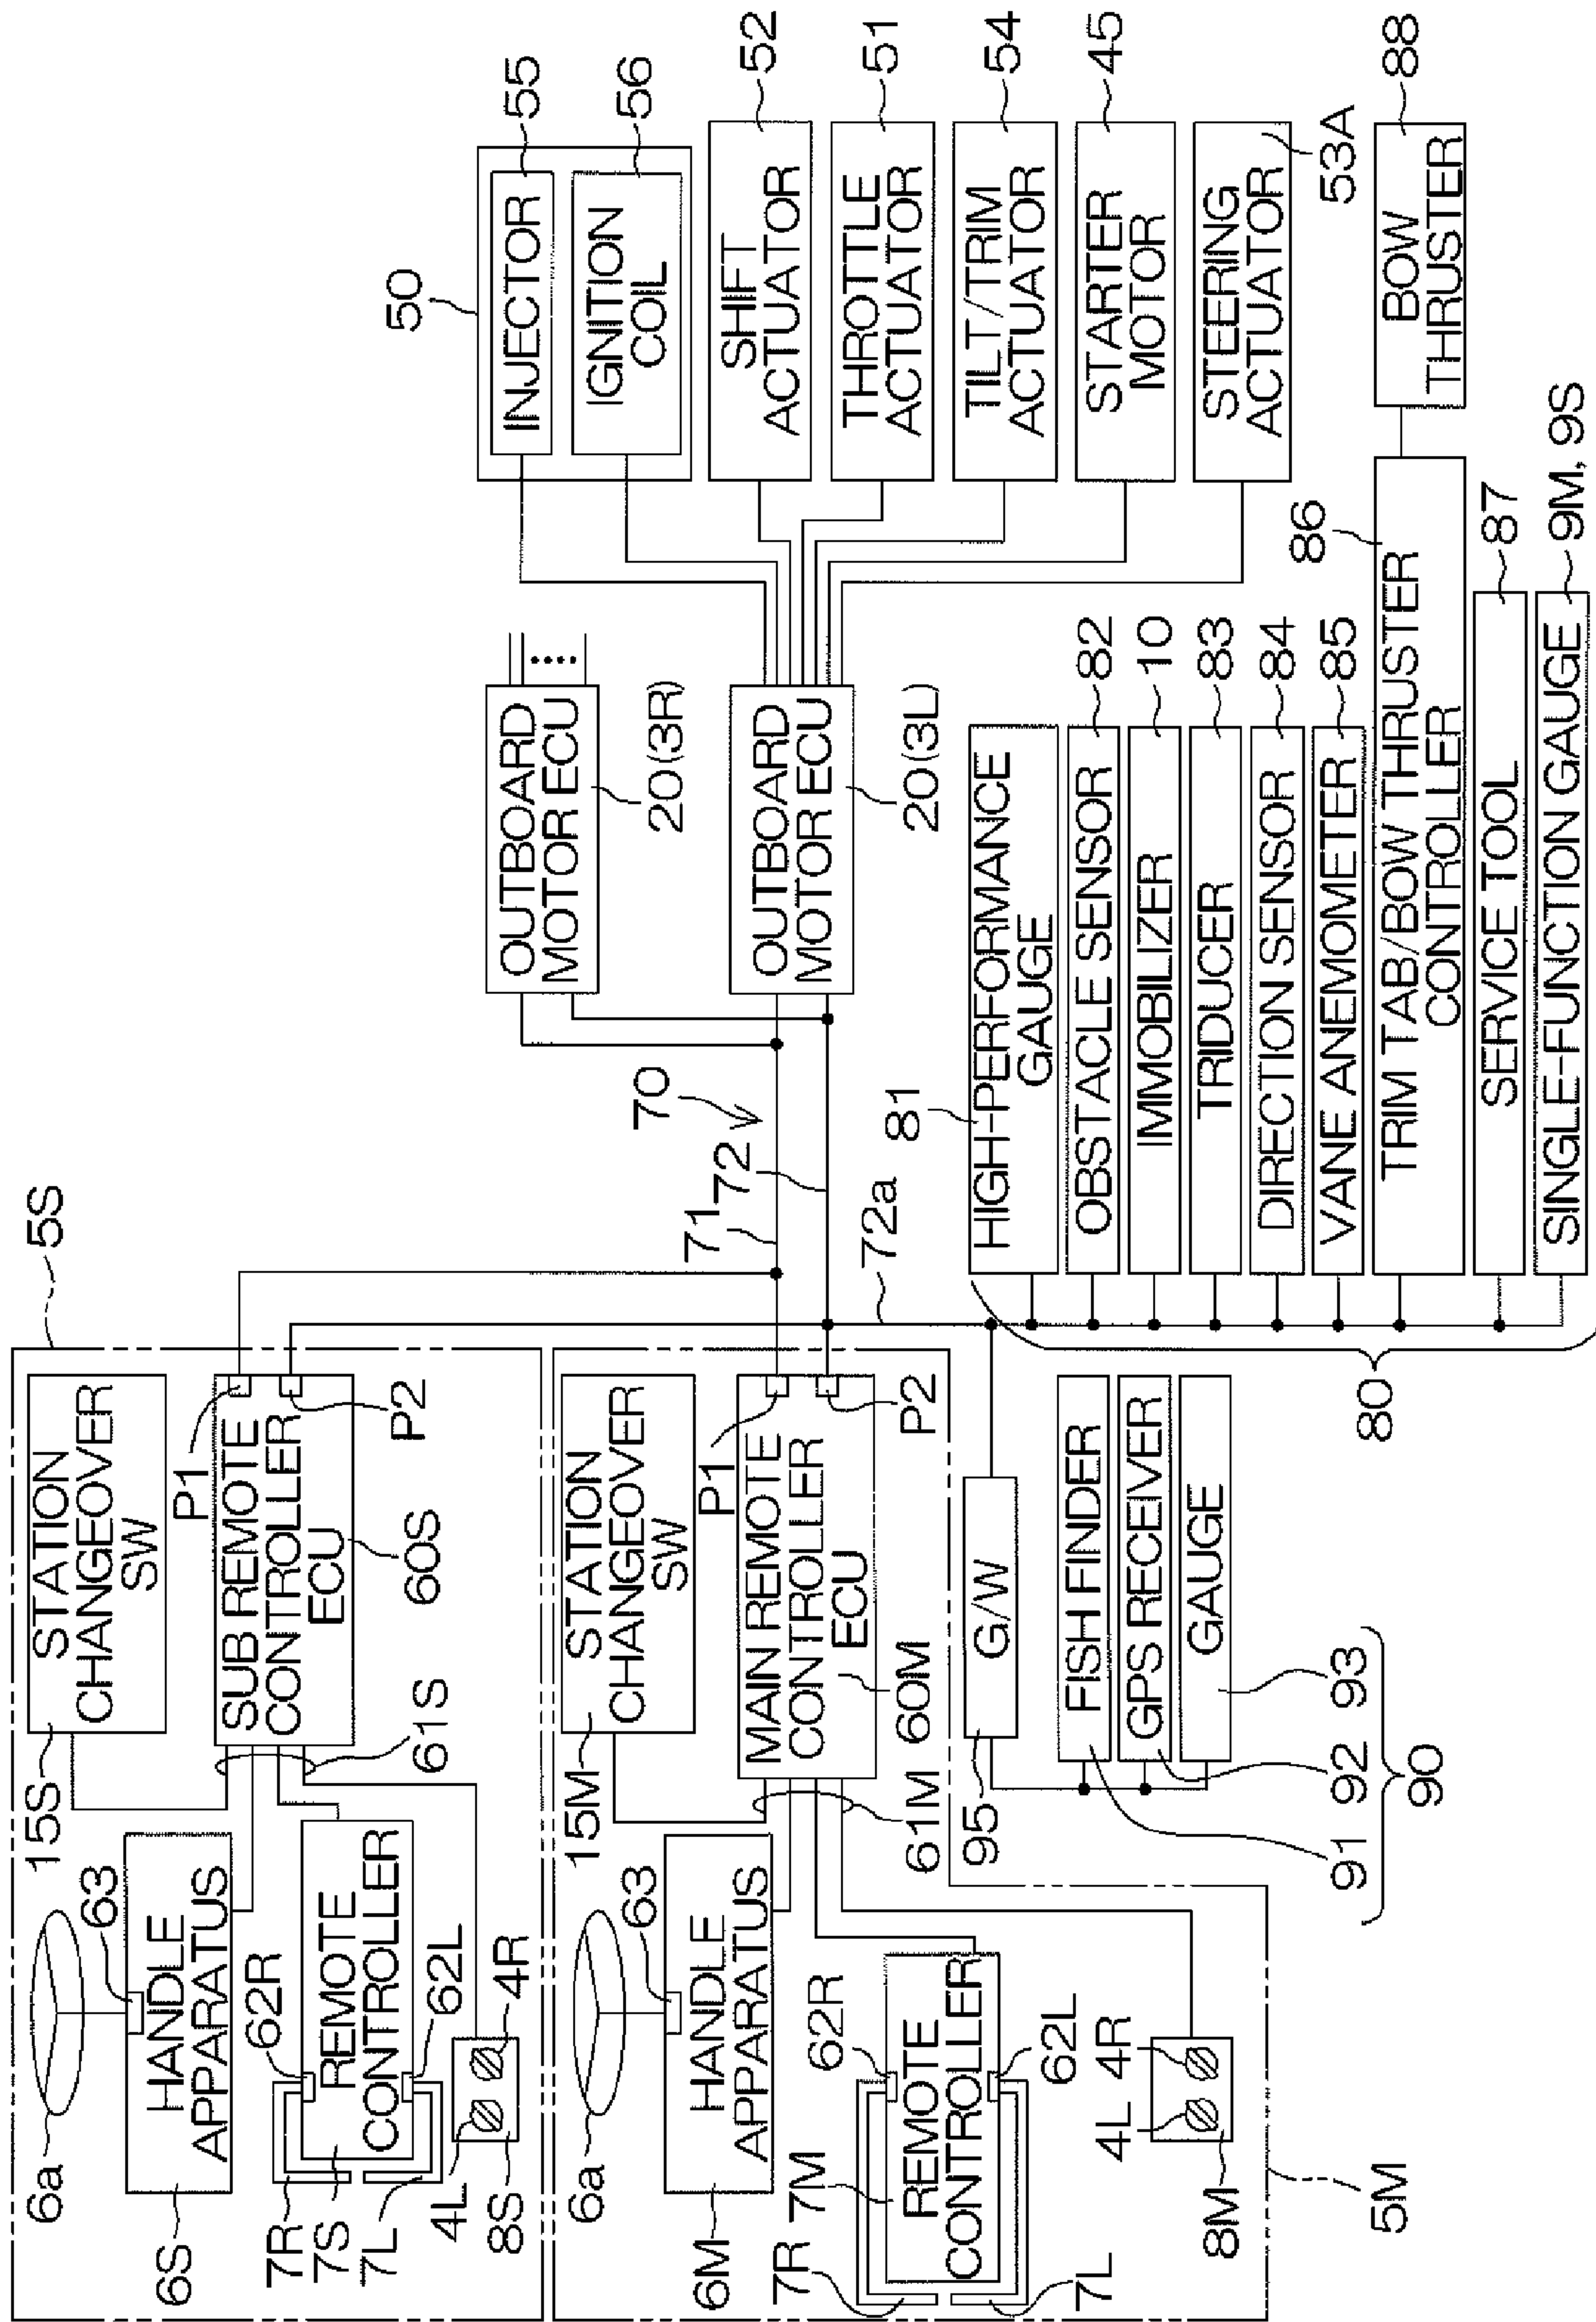 5S
15S
STATION
CHANGEOVER
SW
6a
63
HANDLE
APPARATUS
6S
P1
SUB REMOTE
CONTROLLER
ECU
60S
P2
61S
62R
REMOTE
CONTROLLER
62L
7R
7S
7L
4L
4R
8S
15M
STATION
CHANGEOVER
SW
6a
63
HANDLE
APPARATUS
6M
P1
MAIN REMOTE
CONTROLLER
ECU
60M
P2
61M
62R
REMOTE
CONTROLLER
62L
7M
7R
7L
4L
4R
8M
5M
70
71
72
72a
OUTBOARD
MOTOR ECU
20(3R)
OUTBOARD
MOTOR ECU
20(3L)
50
INJECTOR
55
IGNITION
COIL
56
SHIFT
ACTUATOR
52
THROTTLE
ACTUATOR
51
TILT/TRIM
ACTUATOR
54
STARTER
MOTOR
45
STEERING
ACTUATOR
53A
81
HIGH-PERFORMANCE
GAUGE
OBSTACLE SENSOR
82
IMMOBILIZER
10
TRIDUCER
83
DIRECTION SENSOR
84
VANE ANEMOMETER
85
TRIM TAB/BOW THRUSTER
CONTROLLER
86
BOW
THRUSTER
88
SERVICE TOOL
87
SINGLE-FUNCTION GAUGE
9M, 9S
80
G/W
95
FISH FINDER
91
GPS RECEIVER
92
GAUGE
93
90